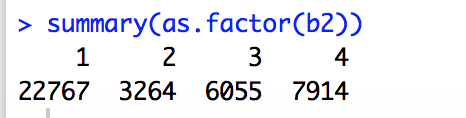 > summary(as.factor(b2))
1 2 3 4
22767 3264 6055 7914